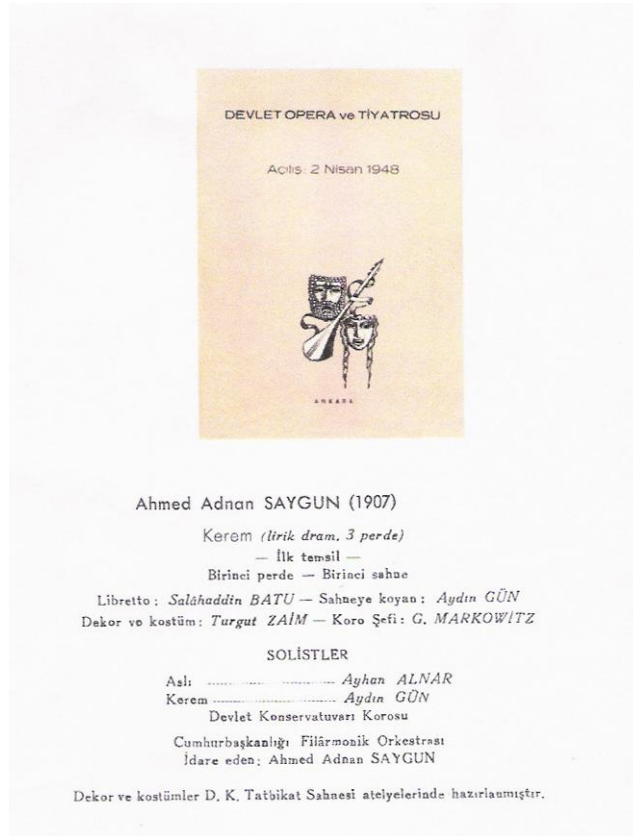 DEVLET OPERA ve TİYATROSU
Açılış: 2 Nisan 1948
ANKARA
Ahmed Adnan SAYGUN (1907)
Kerem (lirik dram, 3 perde)
— İlk temsil —
Birinci perde — Birinci sahne
Libretto : Salâhaddin BATU — Sahneye koyan : Aydın GÜN
Dekor ve kostüm : Turgut ZAİM — Koro Şefi : G. MARKOWİTZ
SOLİSTLER
Aslı .................................. Ayhan ALNAR
Kerem .................................. Aydın GÜN
Devlet Konservatuvarı Korosu
Cumhurbaşkanlığı Filârmonik Orkestrası
İdare eden : Ahmed Adnan SAYGUN
Dekor ve kostümler D. K. Tatbikat Sahnesi atelyelerinde hazırlanmıştır.